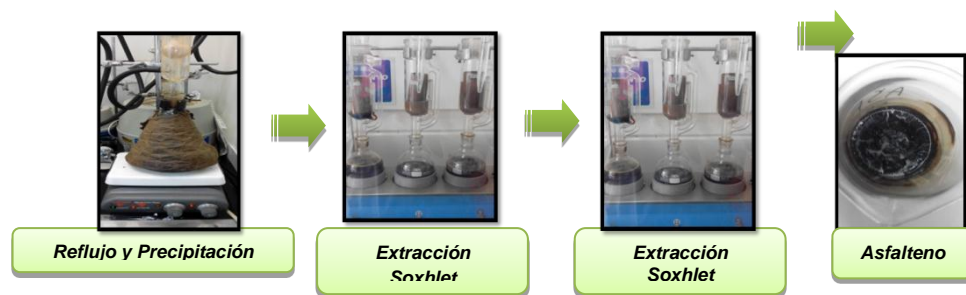 Reflujo y Precipitación
Extracción
Soxhlet
Extracción
Soxhlet
Asfalteno